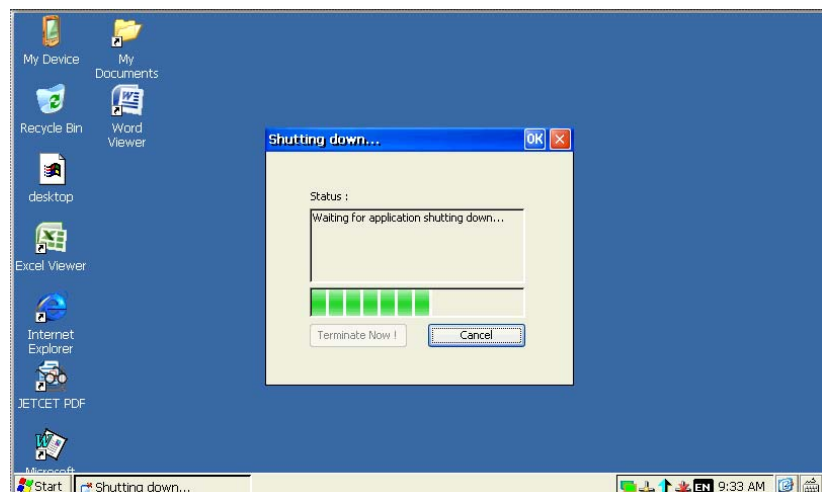 My Device
My
Documents
Recycle Bin
Word
Viewer
desktop
Excel Viewer
Internet
Explorer
JETCET PDF
Microsoft
Shutting down...
OK
Status :
Waiting for application shutting down...
Terminate Now !
Cancel
Start
Shutting down...
EN
9:33 AM